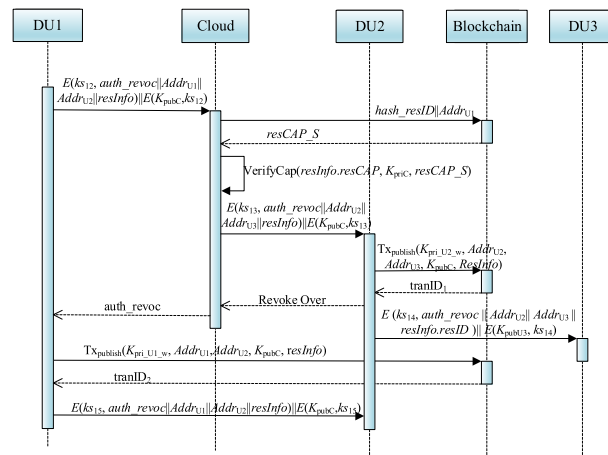 DU1 Cloud DU2 Blockchain DU3
E(ks12, auth_revoc||AddrU1||
AddrU2||resInfo)||E(KpubC,ks12)
hash_resID||AddrU1
resCAP_S
VerifyCap(resInfo.resCAP, KpriC, resCAP_S)
E(ks13, auth_revoc||AddrU2||
AddrU3||resInfo)||E(KpubC,ks13)
Txpublish(Kpri_U2_w, AddrU2,
AddrU3, KpubC, ResInfo)
tranID1
Revoke Over
auth_revoc
E (ks14, auth_revoc || AddrU2|| AddrU3 ||
resInfo.resID )|| E(KpubU3, ks14)
Txpublish(Kpri_U1_w, AddrU1,AddrU2, KpubC, resInfo)
tranID2
E(ks15, auth_revoc||AddrU1||AddrU2||resInfo)||E(KpubC,ks15)